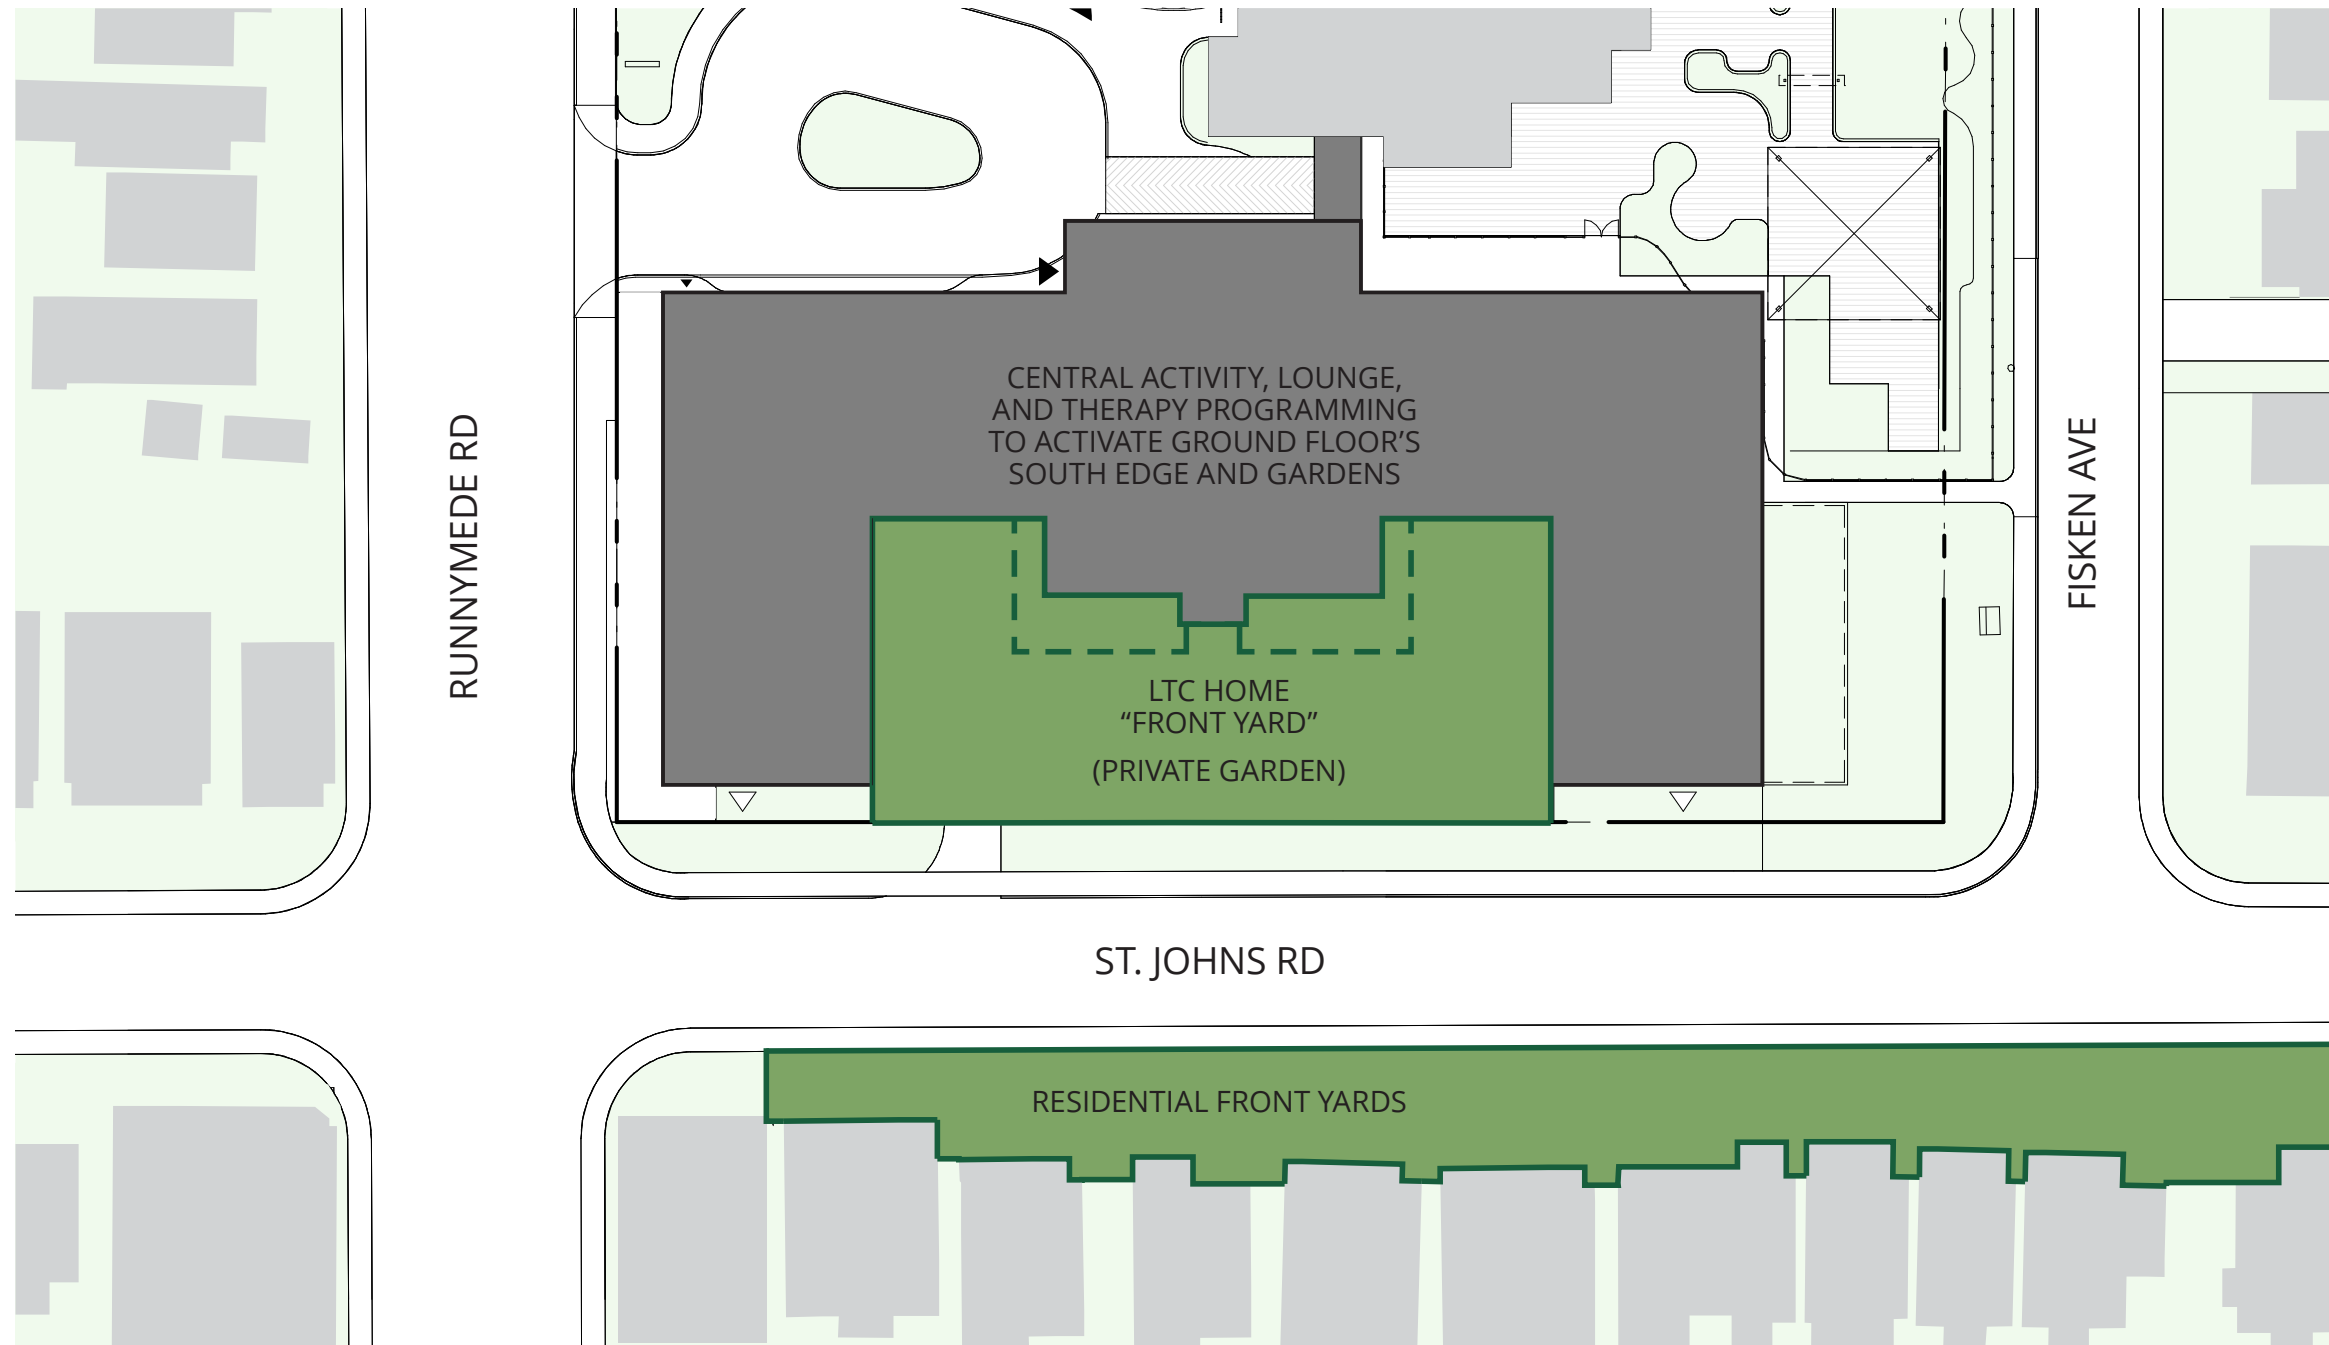 CENTRAL ACTIVITY, LOUNGE,
AND THERAPY PROGRAMMING
TO ACTIVATE GROUND FLOOR’S
SOUTH EDGE AND GARDENS
RUNNYMEDE RD
FISKEN AVE
LTC HOME
“FRONT YARD”
(PRIVATE GARDEN)
ST. JOHNS RD
RESIDENTIAL FRONT YARDS